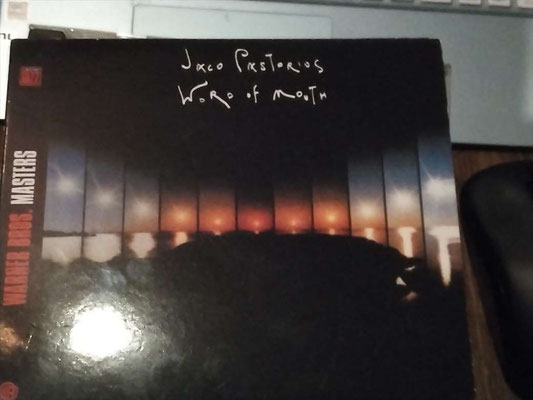 Jaco Pastorius
Word of Mouth
WARNER BROS. MASTERS